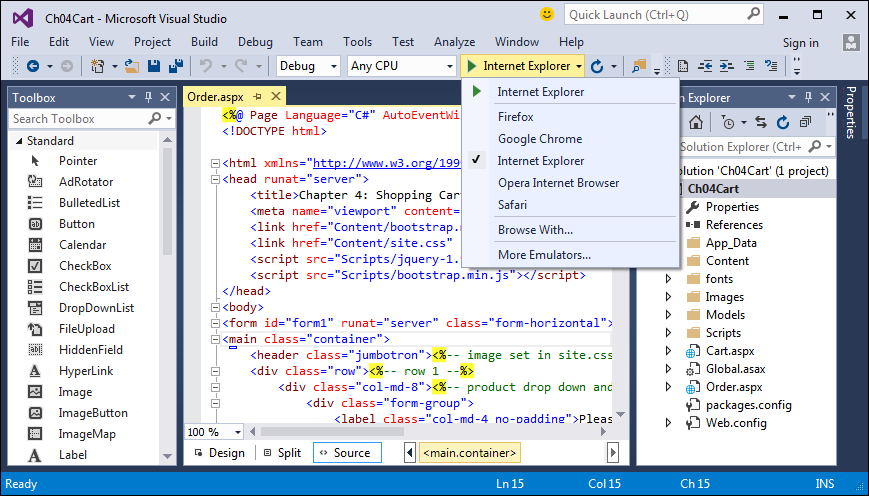 Ch04Cart - Microsoft Visual Studio
Quick Launch (Ctrl+Q)
File Edit View Project Build Debug Team Tools Test Analyze Window Help Sign in
Debug Any CPU Internet Explorer
Toolbox
Search Toolbox
Standard
Pointer
AdRotator
BulletedList
Button
Calendar
CheckBox
CheckBoxList
DropDownList
FileUpload
HiddenField
HyperLink
Image
ImageButton
ImageMap
Label
Order.aspx
<%@ Page Language="C#" AutoEventWi
<!DOCTYPE html>
<html xmlns="http://www.w3.org/199
<head runat="server">
<title>Chapter 4: Shopping Car
<meta name="viewport" content=
<link href="Content/bootstrap.m
<link href="Content/site.css"
<script src="Scripts/jquery-1.
<script src="Scripts/bootstrap.min.js"></script>
</head>
<body>
<form id="form1" runat="server" class="form-horizontal">
<main class="container">
<header class="jumbotron"><%-- image set in site.css
<div class="row"><%-- row 1 --%>
<div class="col-md-8"><%-- product drop down and
<div class="form-group">
<label class="col-md-4 no-padding">Pleas
100 %
Design Split Source <main.container>
Internet Explorer
Firefox
Google Chrome
Internet Explorer
Opera Internet Browser
Safari
Browse With...
More Emulators...
Explorer
Solution Explorer (Ctrl+
olution 'Ch04Cart' (1 project)
Ch04Cart
Properties
References
App_Data
Content
fonts
Images
Models
Scripts
Cart.aspx
Global.asax
Order.aspx
packages.config
Web.config
Properties
Ready Ln 15 Col 15 Ch 15 INS